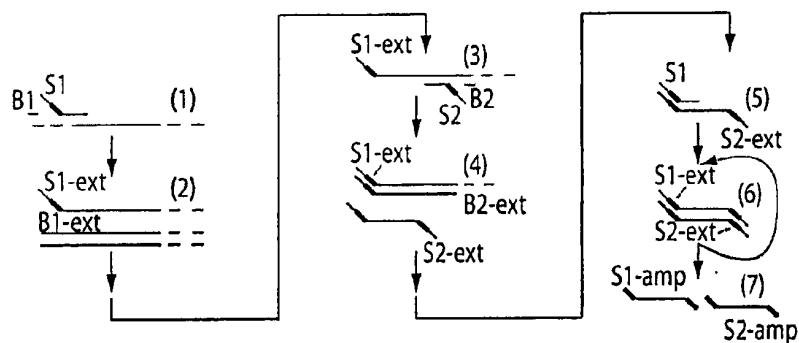 S1
B1
(1)
S1-ext
(2)
B1-ext
S1-ext
(3)
B2
S2
S1-ext
(4)
B2-ext
S2-ext
S1
(5)
S2-ext
S1-ext
(6)
S2-ext
S1-amp
(7)
S2-amp